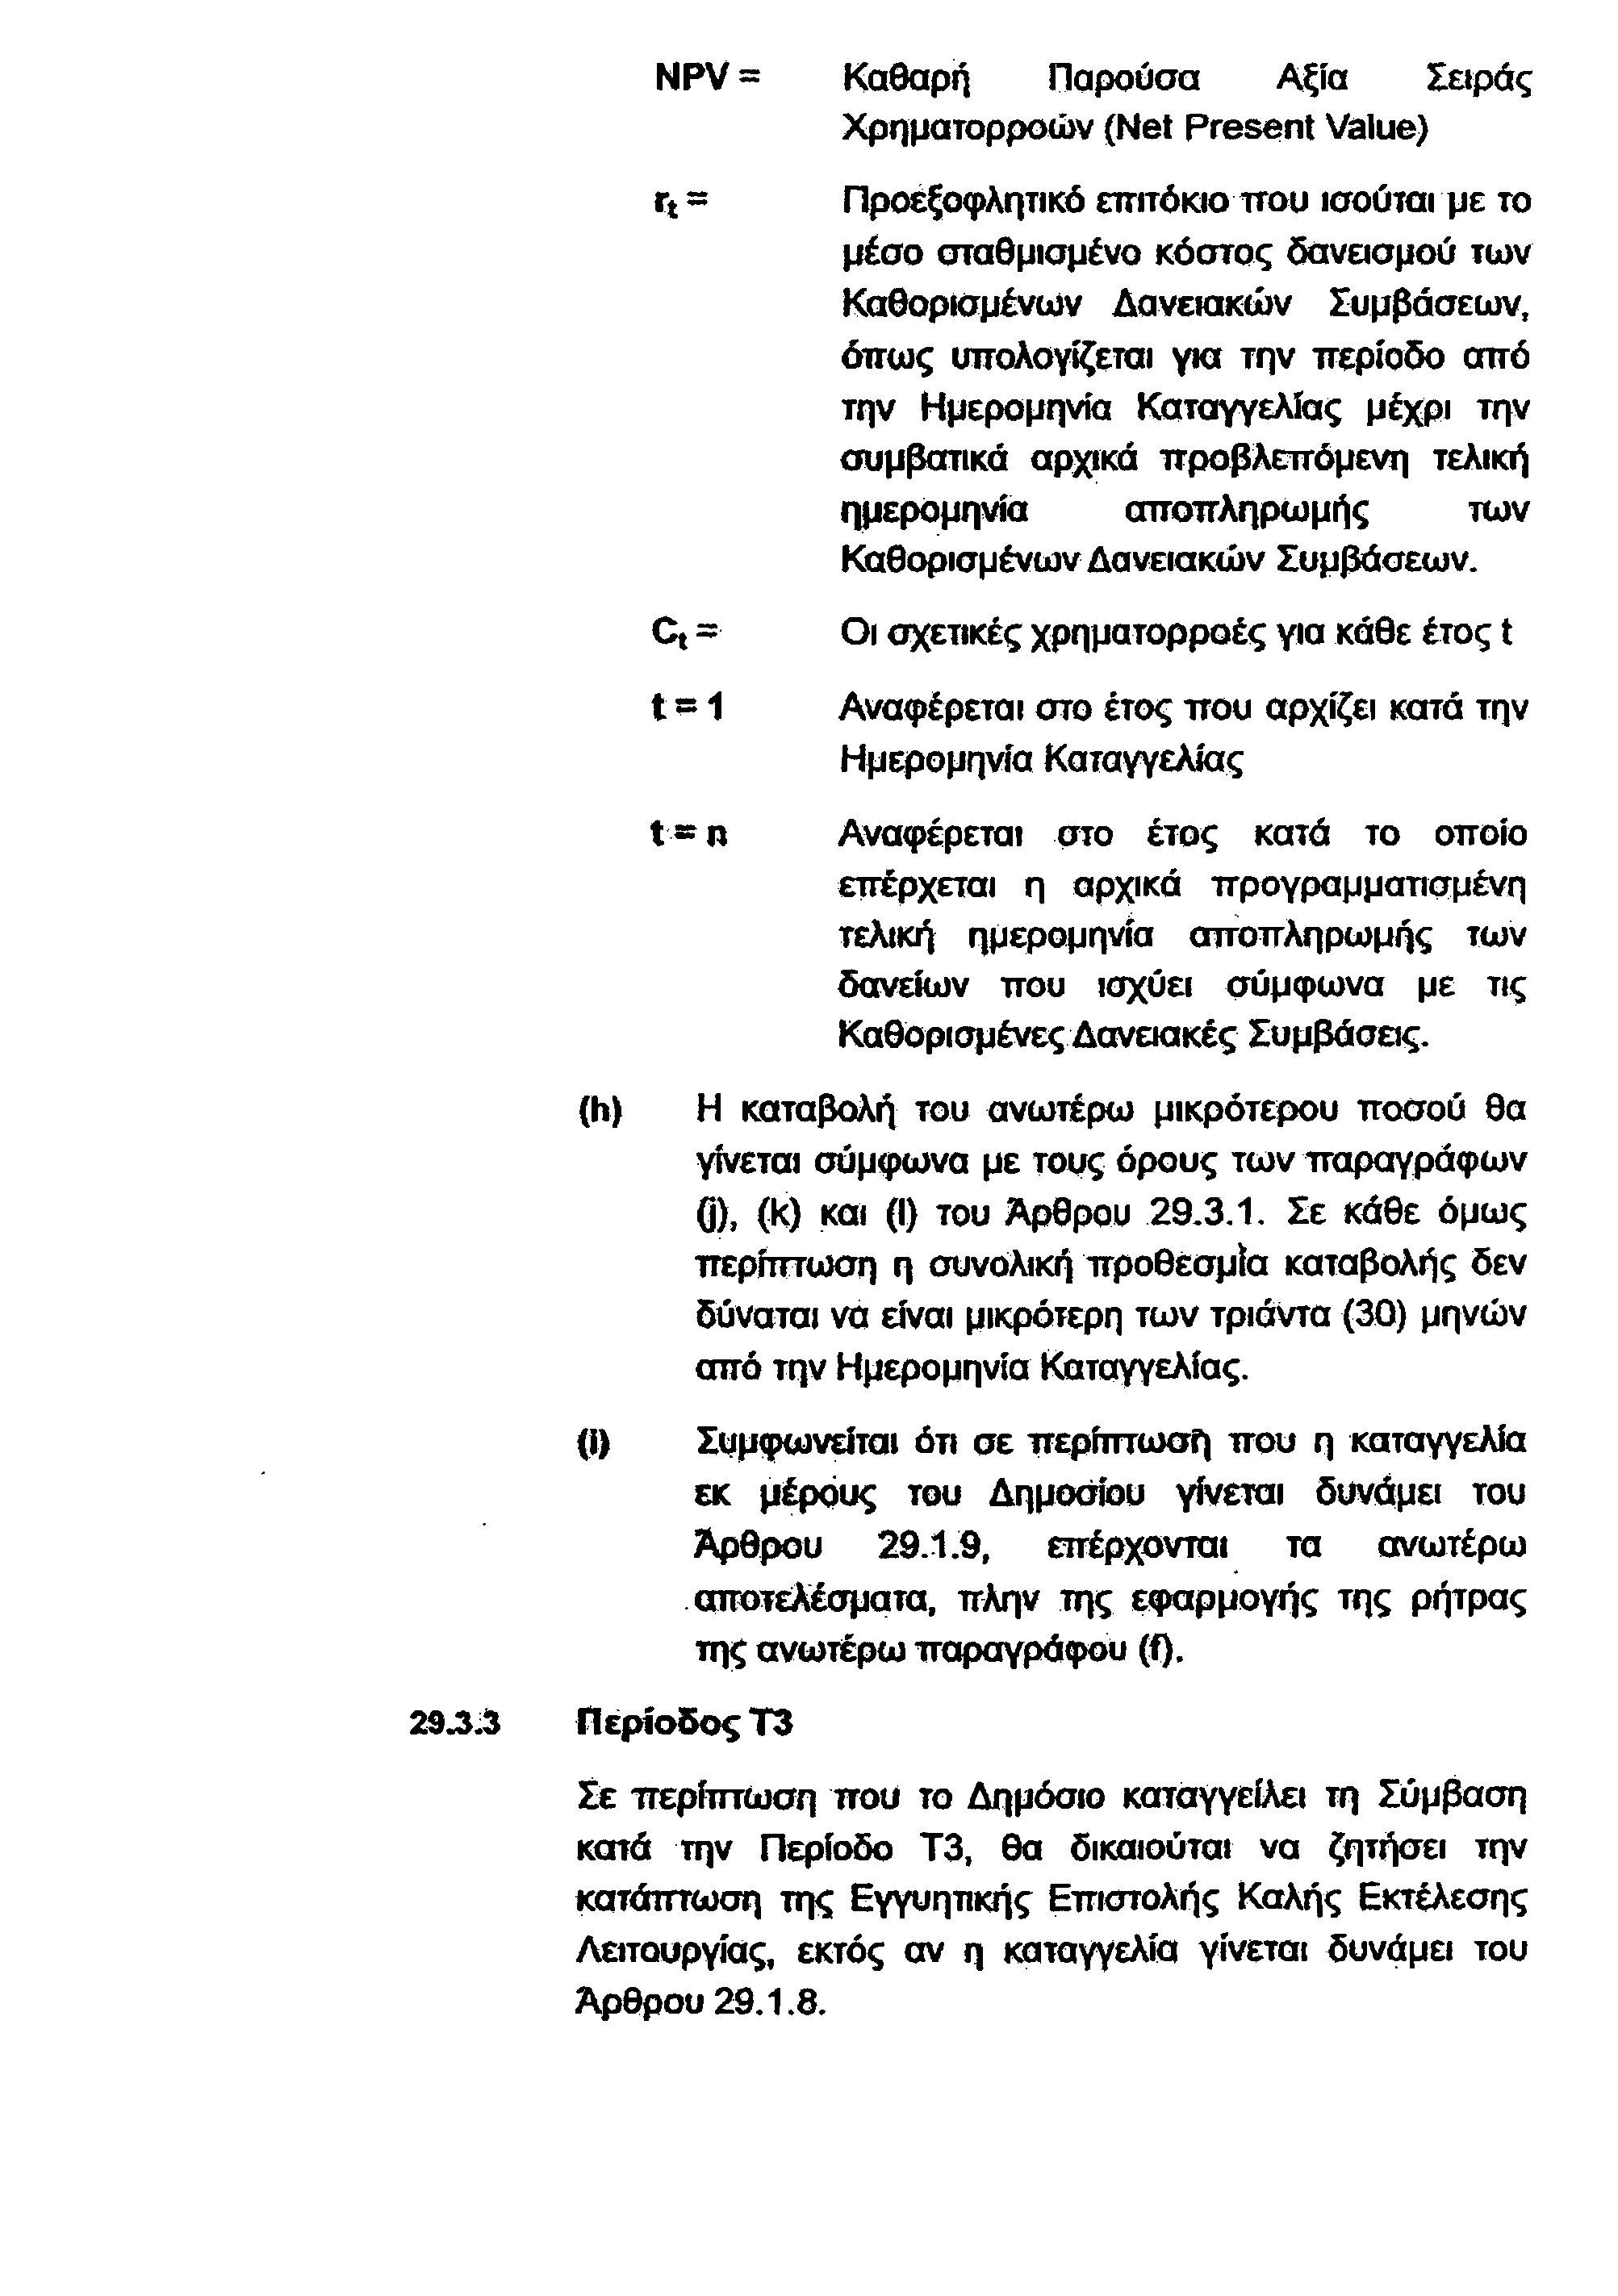 NPV = Καθαρή Παρούσα Αξία Σειράς
Χρηματορροών (Net Present Value)
rt = Προεξοφλητικό επιτόκιο που ισούται με το
μέσο σταθμισμένο κόστος δανεισμού των
Καθορισμένων Δανειακών Συμβάσεων,
όπως υπολογίζεται για την περίοδο από
την Ημερομηνία Καταγγελίας μέχρι την
συμβατικά αρχικά προβλεπόμενη τελική
ημερομηνία αποπληρωμής των
Καθορισμένων Δανειακών Συμβάσεων.
Ct = Οι σχετικές χρηματορροές για κάθε έτος t
t = 1 Αναφέρεται στο έτος που αρχίζει κατά την
Ημερομηνία Καταγγελίας
t = n Αναφέρεται στο έτος κατά το οποίο
επέρχεται η αρχικά προγραμματισμένη
τελική ημερομηνία αποπληρωμής των
δανείων που ισχύει σύμφωνα με τις
Καθορισμένες Δανειακές Συμβάσεις.
(h) Η καταβολή του ανωτέρω μικρότερου ποσού θα
γίνεται σύμφωνα με τους όρους των παραγράφων
(j), (k) και (l) του Άρθρου 29.3.1. Σε κάθε όμως
περίπτωση η συνολική προθεσμία καταβολής δεν
δύναται να είναι μικρότερη των τριάντα (30) μηνών
από την Ημερομηνία Καταγγελίας.
(i) Συμφωνείται ότι σε περίπτωση που η καταγγελία
εκ μέρους του Δημοσίου γίνεται δυνάμει του
Άρθρου 29.1.9, επέρχονται τα ανωτέρω
αποτελέσματα, πλην της εφαρμογής της ρήτρας
της ανωτέρω παραγράφου (f).
29.3.3 Περίοδος Τ3
Σε περίπτωση που το Δημόσιο καταγγείλει τη Σύμβαση
κατά την Περίοδο Τ3, θα δικαιούται να ζητήσει την
κατάπτωση της Εγγυητικής Επιστολής Καλής Εκτέλεσης
Λειτουργίας, εκτός αν η καταγγελία γίνεται δυνάμει του
Άρθρου 29.1.8.